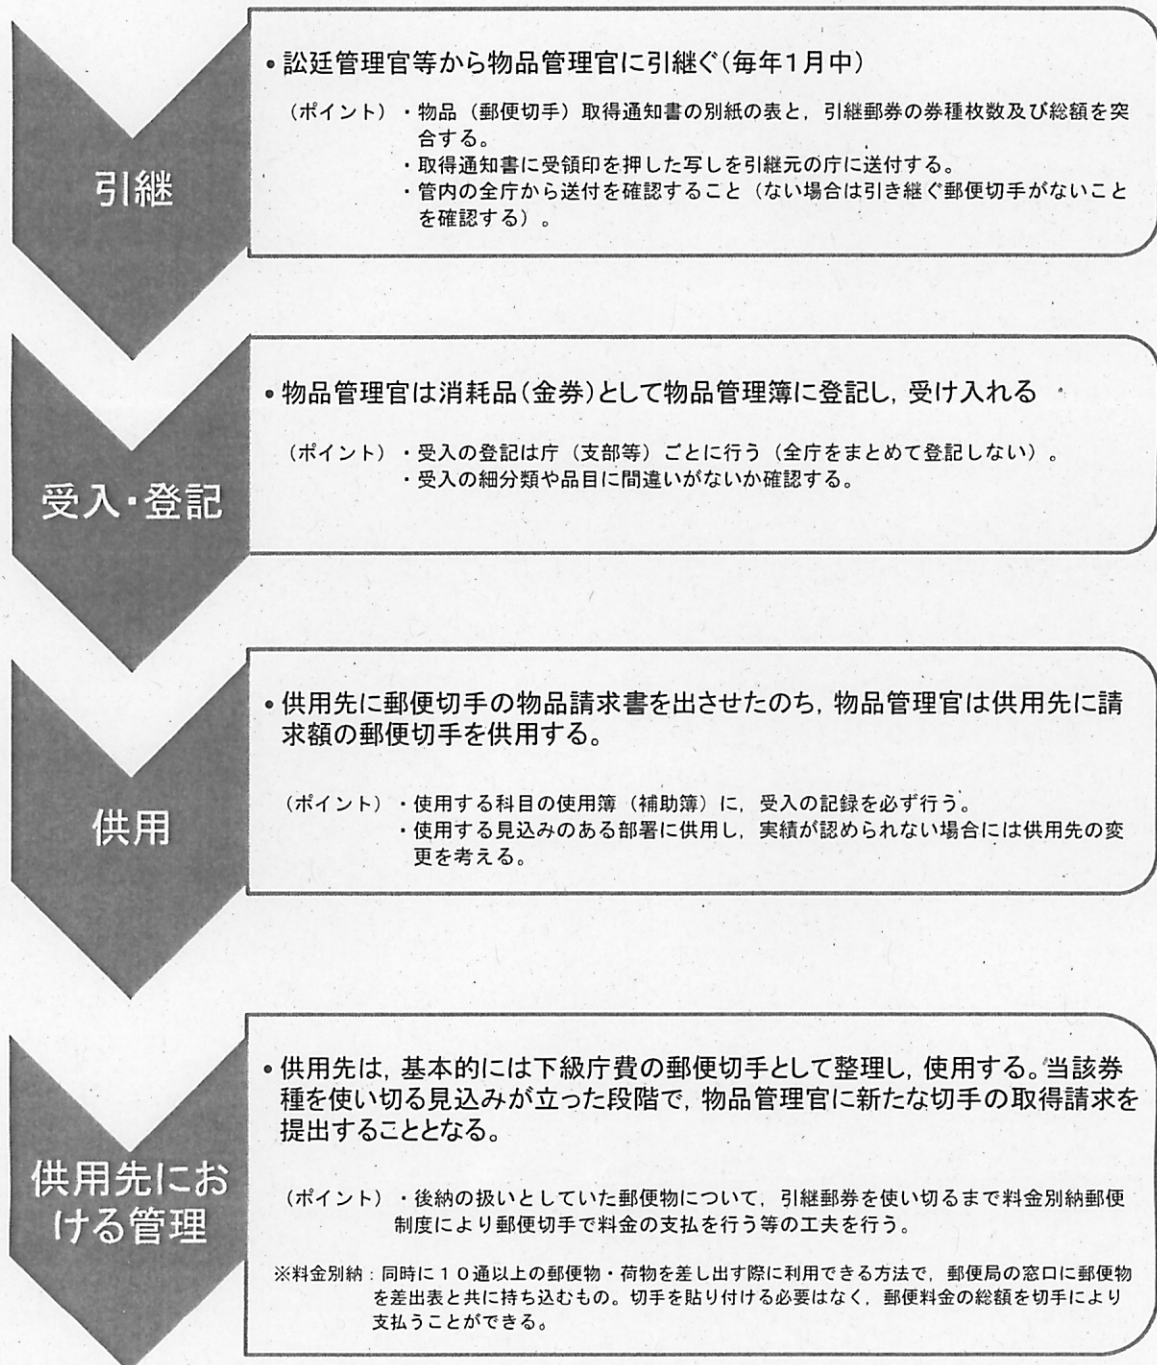 引継
• 訟廷管理官等から物品管理官に引継ぐ（毎年1月中）
（ポイント）・物品（郵便切手）取得通知書の別紙の表と，引継郵券の券種枚数及び総額を突
合する。
・取得通知書に受領印を押した写しを引継元の庁に送付する。
・管内の全庁から送付を確認すること（ない場合は引き継ぐ郵便切手がないこと
を確認する）。
受入・登記
• 物品管理官は消耗品（金券）として物品管理簿に登記し，受け入れる
（ポイント）・受入の登記は庁（支部等）ごとに行う（全庁をまとめて登記しない）。
・受入の細分類や品目に間違いがないか確認する。
供用
• 供用先に郵便切手の物品請求書を出させたのち，物品管理官は供用先に請
求額の郵便切手を供用する。
（ポイント）・使用する科目の使用簿（補助簿）に，受入の記録を必ず行う。
・使用する見込みのある部署に供用し，実績が認められない場合には供用先の変
更を考える。
供用先にお
ける管理
• 供用先は，基本的には下級庁費の郵便切手として整理し，使用する。当該券
種を使い切る見込みが立った段階で，物品管理官に新たな切手の取得請求を
提出することとなる。
（ポイント）・後納の扱いとしていた郵便物について，引継郵券を使い切るまで料金別納郵便
制度により郵便切手で料金の支払を行う等の工夫を行う。
※料金別納：同時に１０通以上の郵便物・荷物を差し出す際に利用できる方法で，郵便局の窓口に郵便物
を差出表と共に持ち込むもの。切手を貼り付ける必要はなく，郵便料金の総額を切手により
支払うことができる。